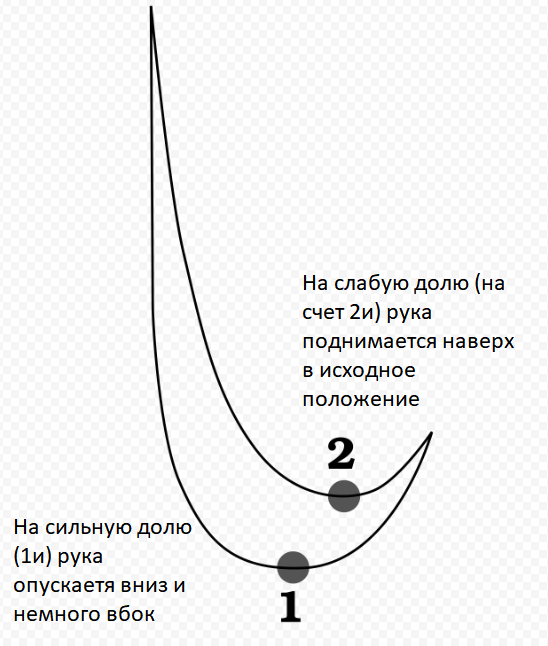 На слабую долю (на
счет 2и) рука
поднимается наверх
в исходное
положение
2
На сильную долю
(1и) рука
опускаетя вниз и
немного вбок
1